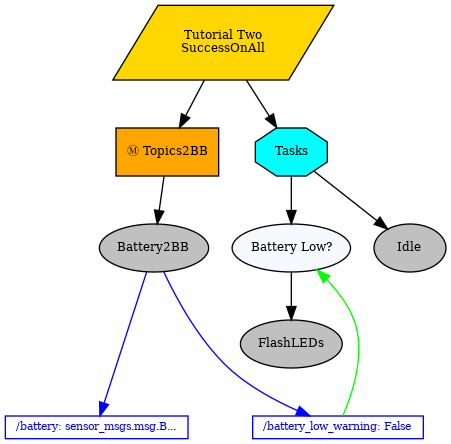 Tutorial Two
SuccessOnAll
Ⓜ Topics2BB
Tasks
Battery2BB
Battery Low?
Idle
FlashLEDs
/battery: sensor_msgs.msg.B...
/battery_low_warning: False